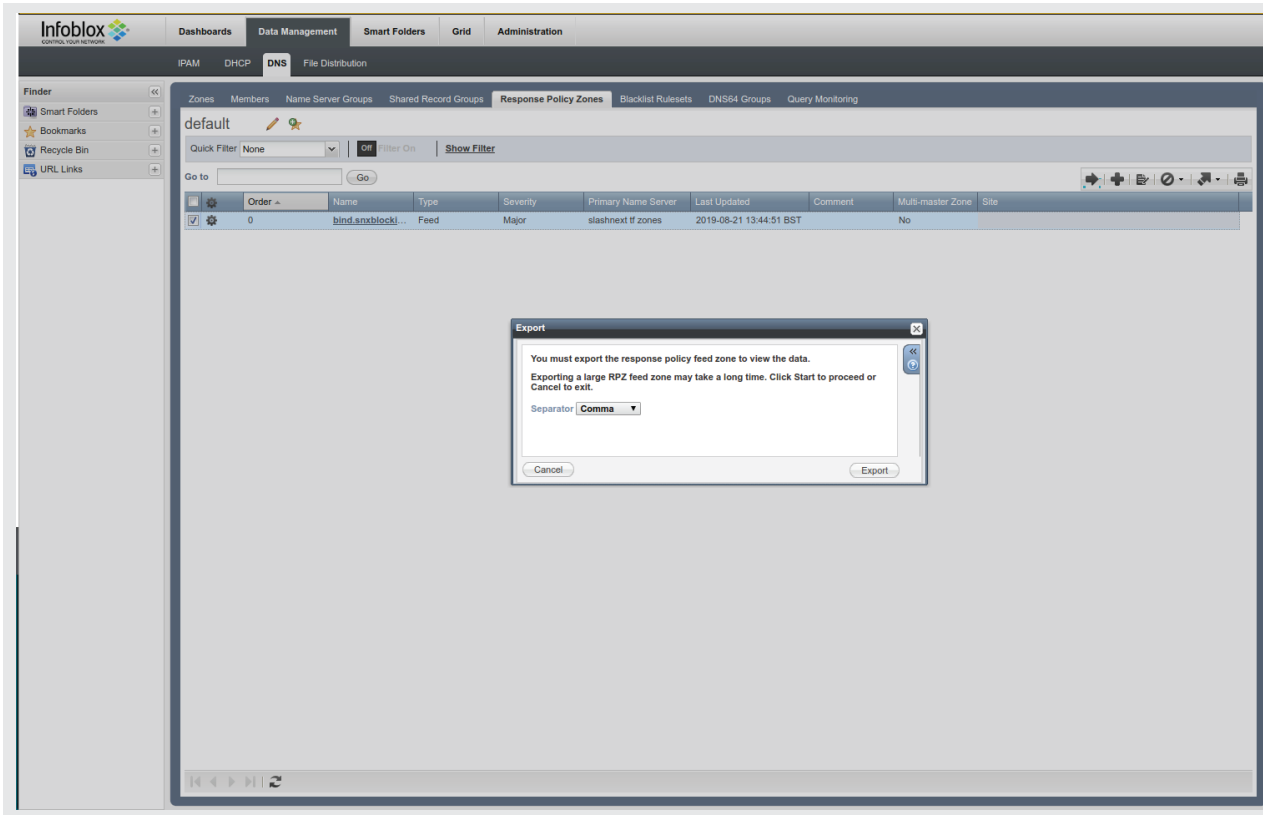 Infoblox
CONTROL YOUR NETWORK
Dashboards Data Management Smart Folders Grid Administration
IPAM DHCP DNS File Distribution
Finder
Smart Folders
Bookmarks
Recycle Bin
URL Links
Zones Members Name Server Groups Shared Record Groups Response Policy Zones Blacklist Rulesets DNS64 Groups Query Monitoring
default
Quick Filter None Off Filter On Show Filter
Go to Go
Order Name Type Severity Primary Name Server Last Updated Comment Multi-master Zone Site
0 bind.snxblocki... Feed Major slashnext tf zones 2019-08-21 13:44:51 BST No
Export
You must export the response policy feed zone to view the data.
Exporting a large RPZ feed zone may take a long time. Click Start to proceed or
Cancel to exit.
Separator Comma
Cancel Export